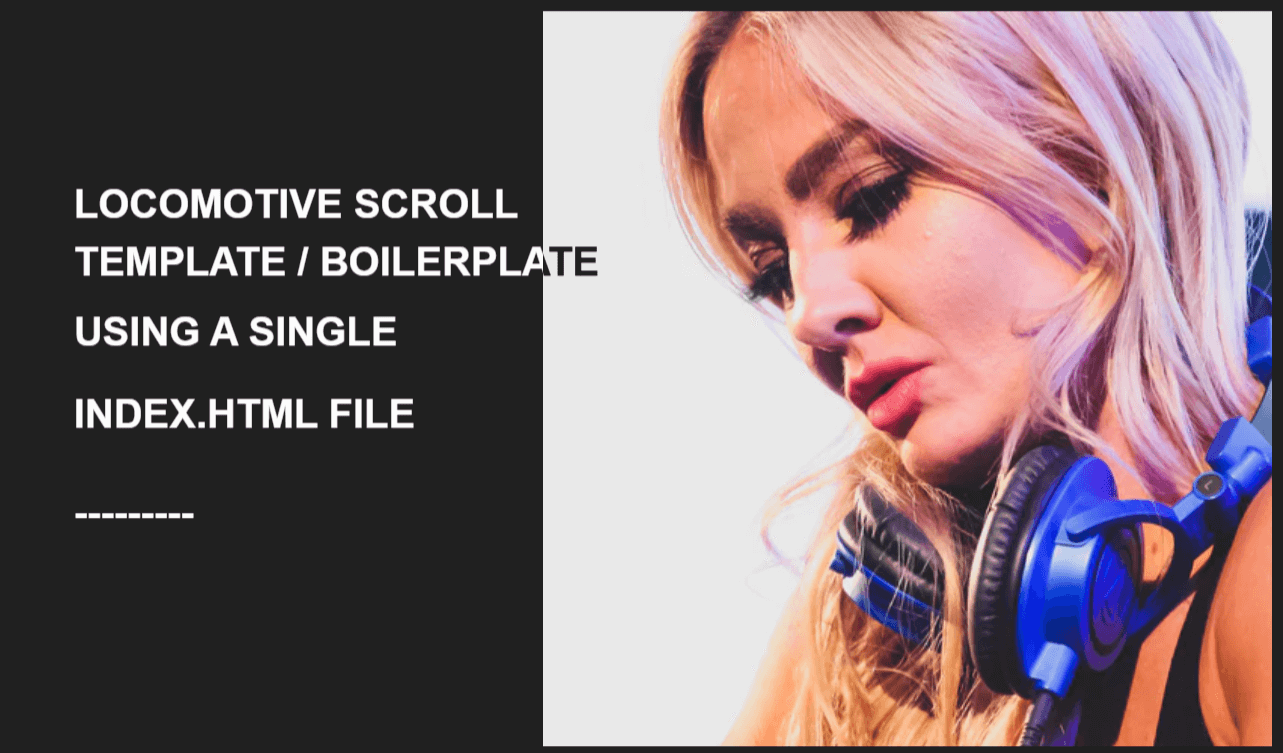 LOCOMOTIVE SCROLL
TEMPLATE / BOILERPLATE
USING A SINGLE
INDEX.HTML FILE
---------